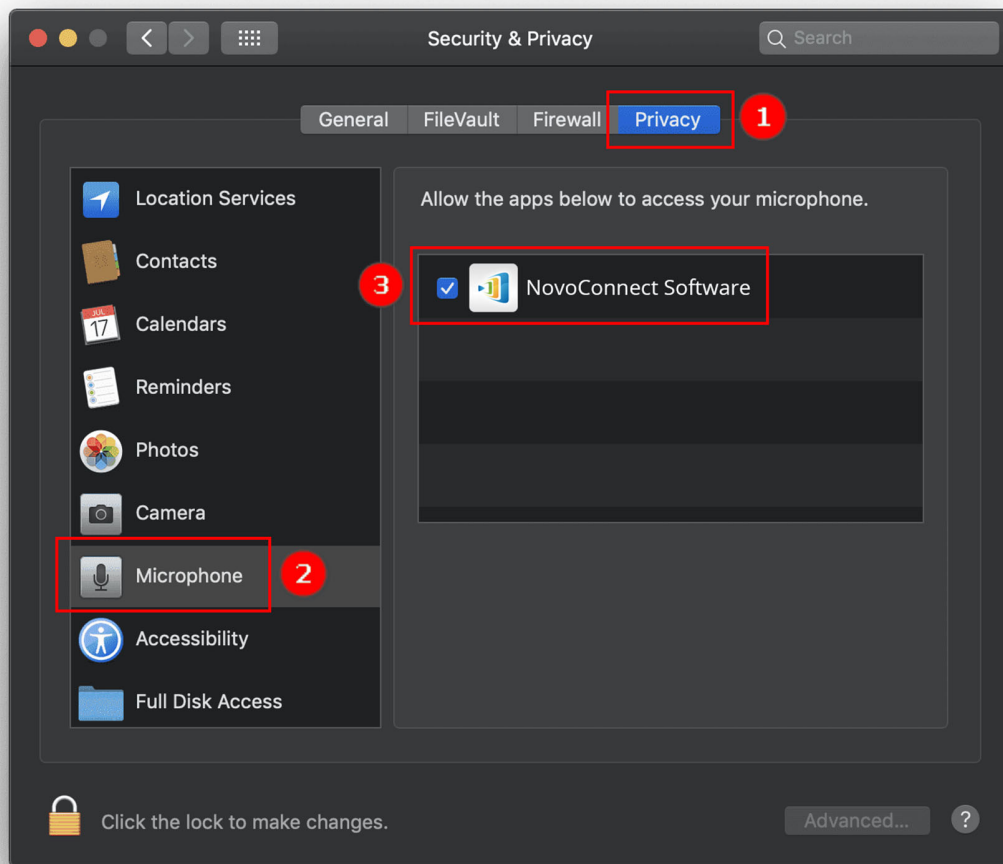 Security & Privacy
Search
General
FileVault
Firewall
Privacy
1
Location Services
Contacts
JUL
17
Calendars
Reminders
Photos
Camera
Microphone
2
Accessibility
Full Disk Access
Allow the apps below to access your microphone.
3
NovoConnect Software
Click the lock to make changes.
Advanced...
?